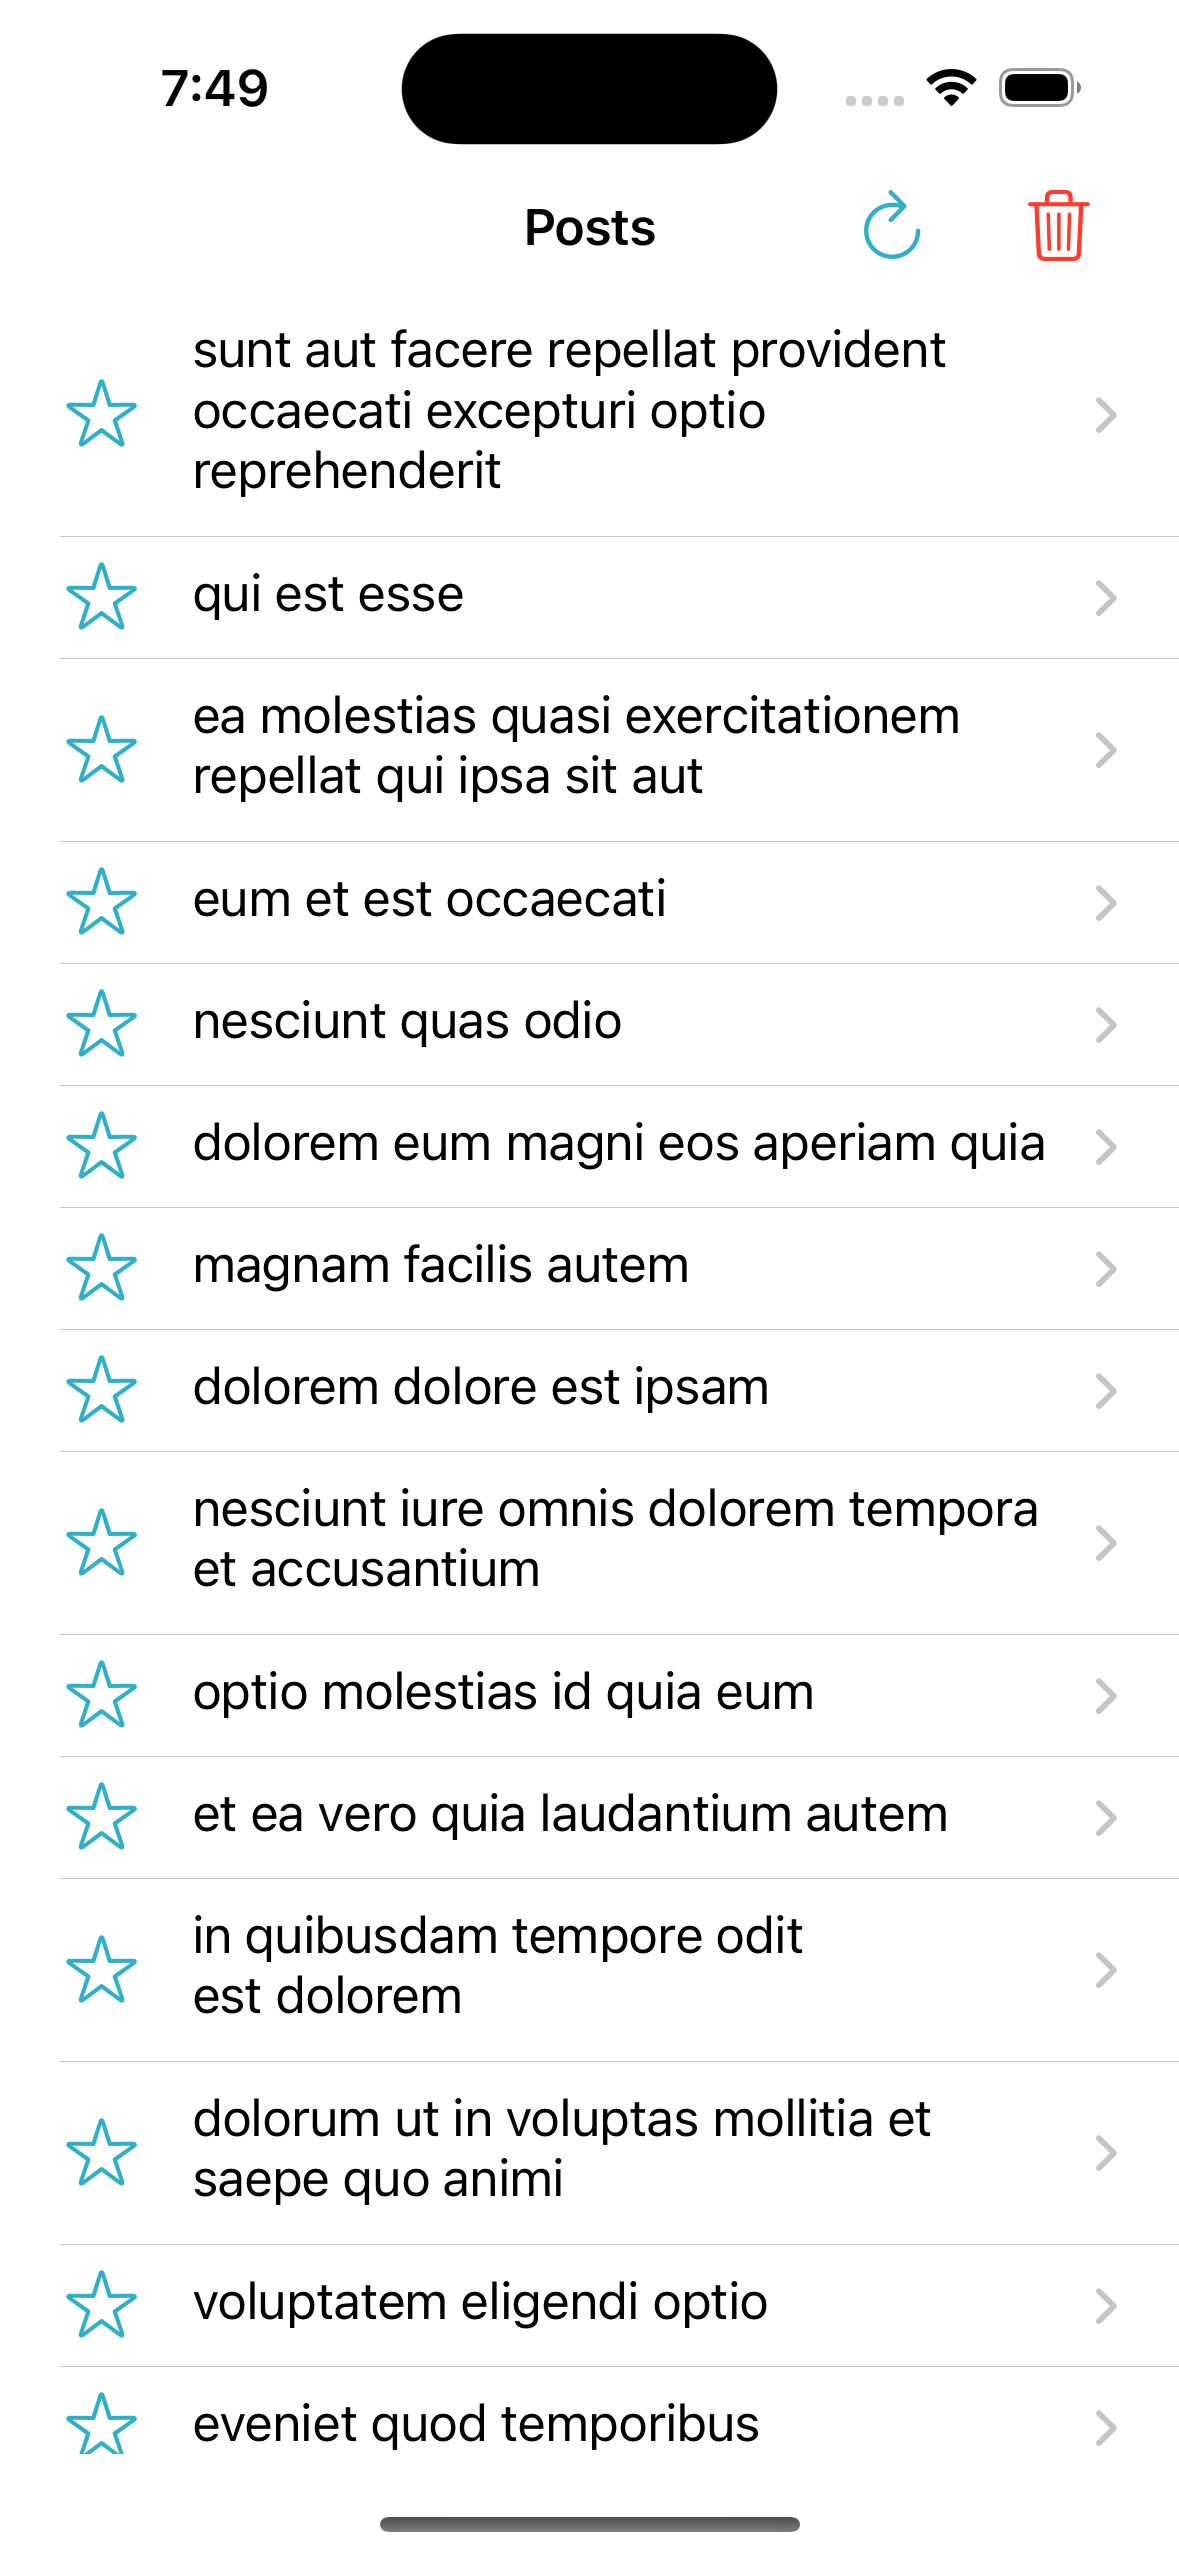 7:49
Posts
sunt aut facere repellat provident
occaecati excepturi optio
reprehenderit
qui est esse
ea molestias quasi exercitationem
repellat qui ipsa sit aut
eum et est occaecati
nesciunt quas odio
dolorem eum magni eos aperiam quia
magnam facilis autem
dolorem dolore est ipsam
nesciunt iure omnis dolorem tempora
et accusantium
optio molestias id quia eum
et ea vero quia laudantium autem
in quibusdam tempore odit
est dolorem
dolorum ut in voluptas mollitia et
saepe quo animi
voluptatem eligendi optio
eveniet quod temporibus